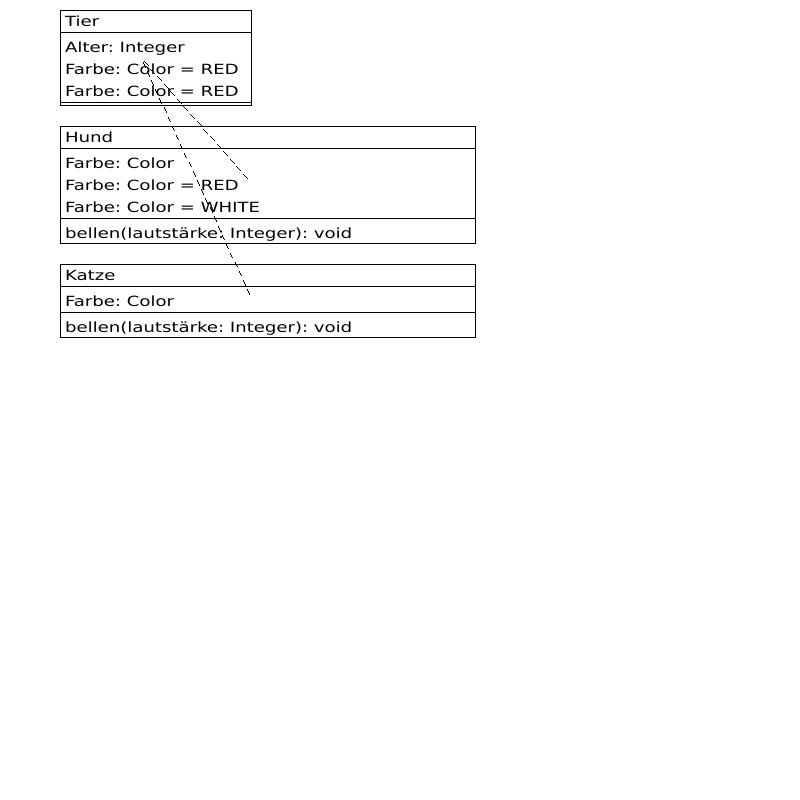 Tier
Alter: Integer
Farbe: Color = RED
Farbe: Color = RED
Hund
Farbe: Color
Farbe: Color = RED
Farbe: Color = WHITE
bellen(lautstärke: Integer): void
Katze
Farbe: Color
bellen(lautstärke: Integer): void